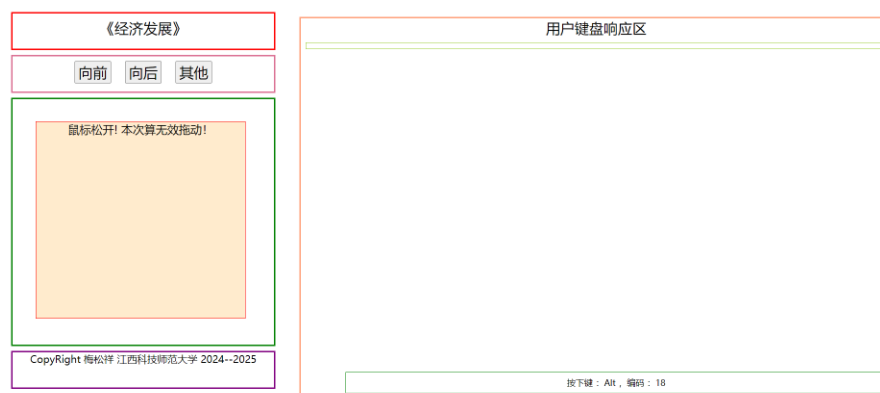 《经济发展》
向前 向后 其他
鼠标松开! 本次算无效拖动!
CopyRight 梅松祥 江西科技师范大学 2024--2025
用户键盘响应区
按下键 : Alt , 编码 : 18